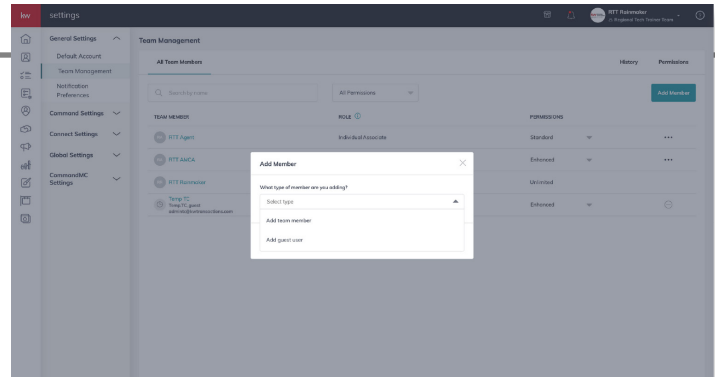 kw settings
RTT Rainmaker
General Settings
Team Management
Default Account
Team Management
Notification
Preferences
Command Settings
Connect Settings
Global Settings
CommandMC
Settings
All Team Members
History
Permissions
Search by name
All Permissions
Add Member
TEAM MEMBER
ROLE
PERMISSIONS
RTT Agent
Individual Associate
Standard
RTT AMCA
Enhanced
RTT Rainmaker
Unlimited
Temp TC
Temp TC guest
Enhanced
Add Member
What type of member are you adding?
Select type
Add team member
Add guest user